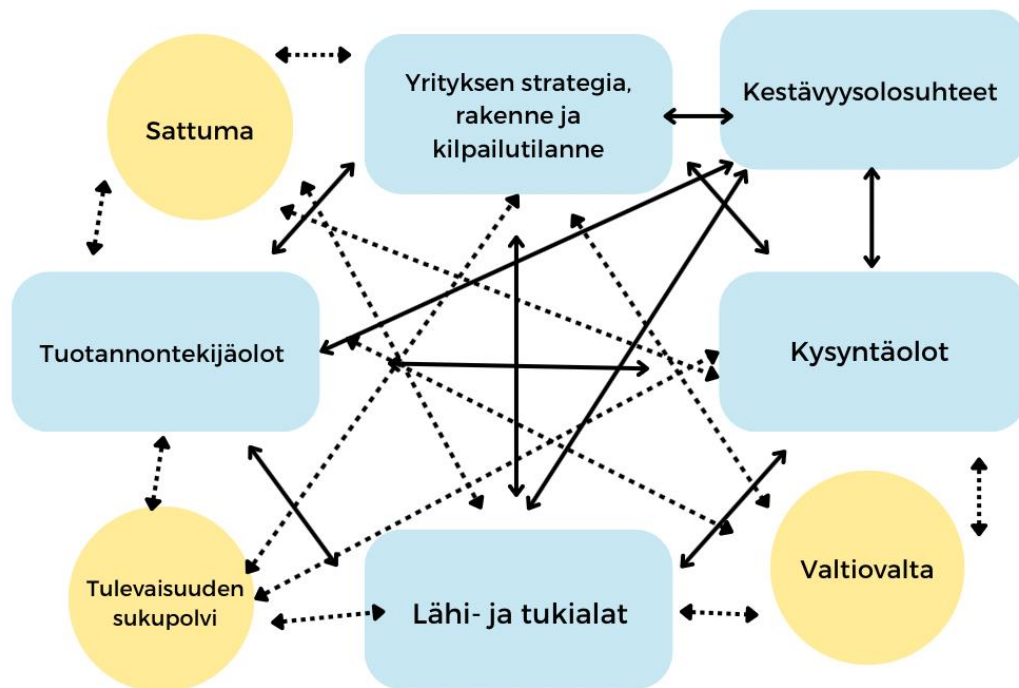 Yrityksen strategia,
rakenne ja
kilpailutilanne
Kestävyysolosuhteet
Sattuma
Tuotannontekijäolot
Kysyntäolot
Tulevaisuuden
sukupolvi
Lähi- ja tukialat
Valtiovalta